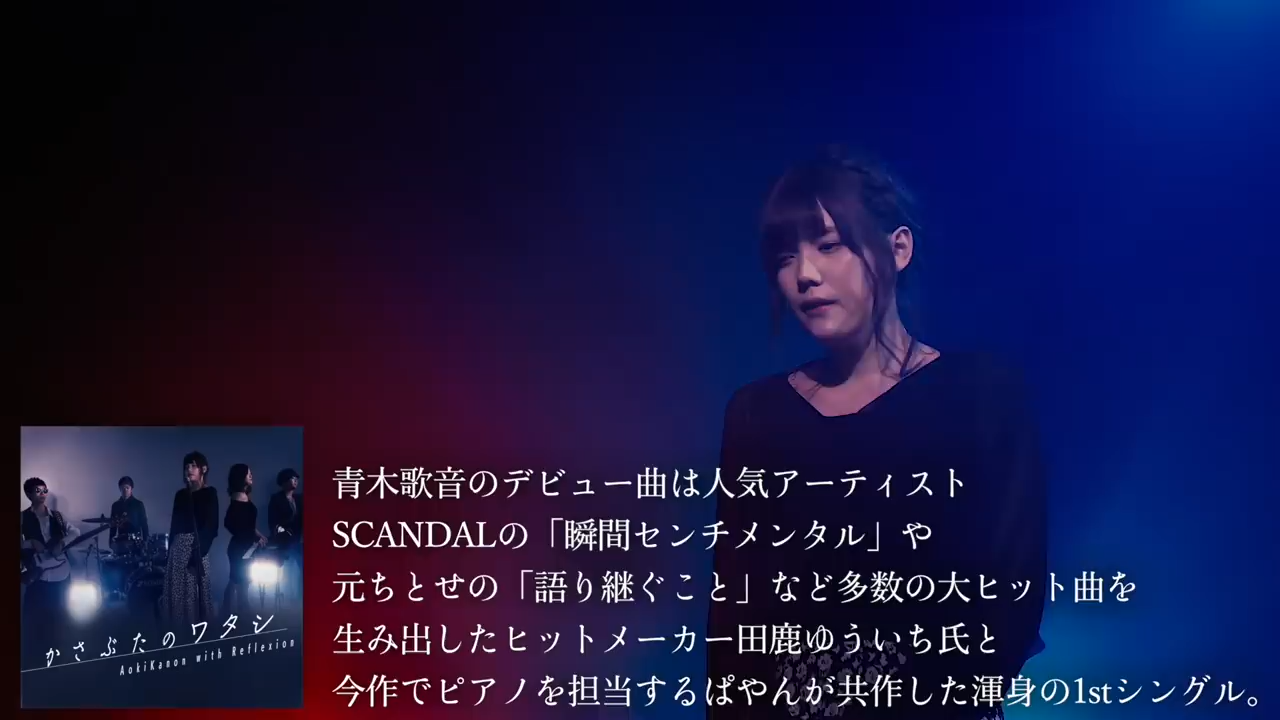 青木歌音のデビュー曲は人気アーティスト
SCANDALの「瞬間センチメンタル」や
元ちとせの「語り継ぐこと」など多数の大ヒット曲を
生み出したヒットメーカー田鹿ゆういち氏と
今作でピアノを担当するぱやんが共作した渾身の1stシングル。
かさぶたのワタシ
AokiKanon with Reflexion